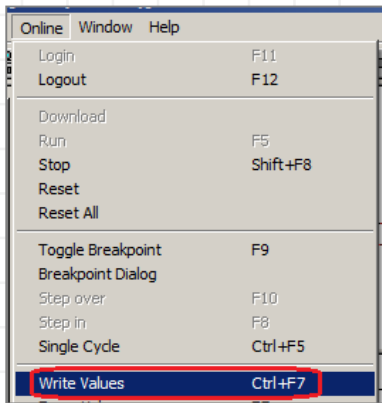 Online Window Help
Login F11
Logout F12
Download
Run F5
Stop Shift+F8
Reset
Reset All
Toggle Breakpoint F9
Breakpoint Dialog
Step over F10
Step in F8
Single Cycle Ctrl+F5
Write Values Ctrl+F7